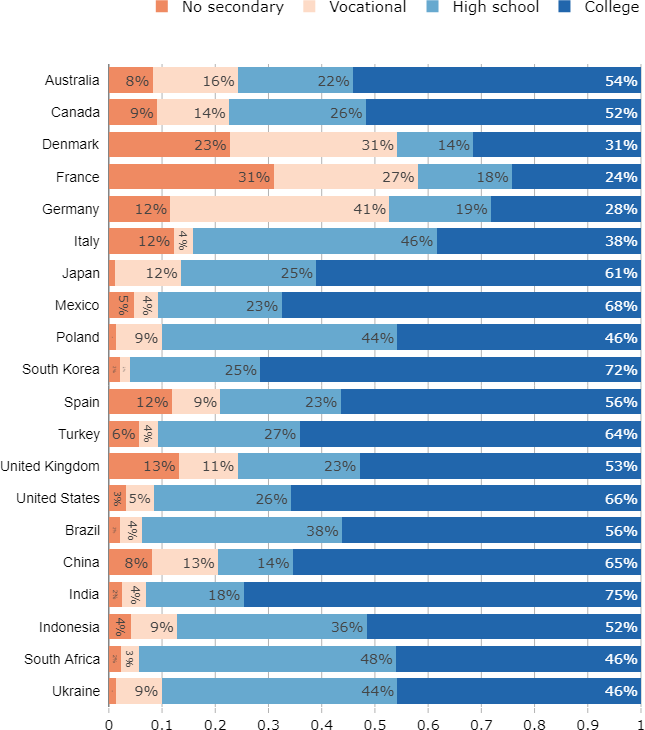 No secondary Vocational High school College
Australia 8% 16% 22% 54%
Canada 9% 14% 26% 52%
Denmark 23% 31% 14% 31%
France 31% 27% 18% 24%
Germany 12% 41% 19% 28%
Italy 12% 4% 46% 38%
Japan 12% 25% 61%
Mexico 5% 4% 23% 68%
Poland 9% 44% 46%
South Korea 25% 72%
Spain 12% 9% 23% 56%
Turkey 6% 4% 27% 64%
United Kingdom 13% 11% 23% 53%
United States 3% 5% 26% 66%
Brazil 4% 38% 56%
China 8% 13% 14% 65%
India 2% 4% 18% 75%
Indonesia 4% 9% 36% 52%
South Africa 3% 48% 46%
Ukraine 9% 44% 46%
0 0.1 0.2 0.3 0.4 0.5 0.6 0.7 0.8 0.9 1